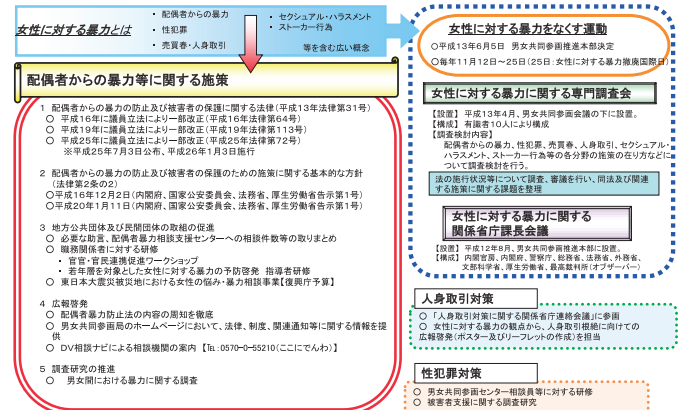 女性に対する暴力とは
・ 配偶者からの暴力
・ 性犯罪
・ 売買春・人身取引
・ セクシュアル・ハラスメント
・ ストーカー行為
等を含む広い概念
配偶者からの暴力等に関する施策
1 配偶者からの暴力の防止及び被害者の保護に関する法律(平成13年法律第31号)
○ 平成16年に議員立法により一部改正(平成16年法律第64号)
○ 平成19年に議員立法により一部改正(平成19年法律第113号)
○ 平成25年に議員立法により一部改正(平成25年法律第72号)
※平成25年7月3日公布、平成26年1月3日施行
2 配偶者からの暴力の防止及び被害者の保護のための施策に関する基本的な方針
(法律第2条の2)
○平成16年12月2日(内閣府、国家公安委員会、法務省、厚生労働省告示第1号)
○平成20年1月11日(内閣府、国家公安委員会、法務省、厚生労働省告示第1号)
3 地方公共団体及び民間団体の取組の促進
○ 必要な助言、配偶者暴力相談支援センターへの相談件数等の取りまとめ
○ 職務関係者に対する研修
・ 官官・官民連携促進ワークショップ
・ 若年層を対象とした女性に対する暴力の予防啓発 指導者研修
○ 東日本大震災被災地における女性の悩み・暴力相談事業【復興庁予算】
4 広報啓発
○ 配偶者暴力防止法の内容の周知を徹底
○ 男女共同参画局のホームページにおいて、法律、制度、関連通知等に関する情報を提
供
○ DV相談ナビによる相談機関の案内 【℡:0570-0-55210(ここにでんわ)】
5 調査研究の推進
○ 男女間における暴力に関する調査
女性に対する暴力をなくす運動
○平成13年6月5日 男女共同参画推進本部決定
○毎年11月12日~25日(25日:女性に対する暴力撤廃国際日)
女性に対する暴力に関する専門調査会
【設置】 平成13年4月、男女共同参画会議の下に設置。
【構成】 有識者10人により構成
【調査検討内容】
配偶者からの暴力、性犯罪、売買春、人身取引、セクシュアル・
ハラスメント、ストーカー行為等の各分野の施策の在り方などに
ついて調査検討を行う。
法の施行状況等について調査、審議を行い、同法及び関連
する施策に関する課題を整理
女性に対する暴力に関する
関係省庁課長会議
【設置】 平成12年8月、男女共同参画推進本部に設置。
【構成】 内閣官房、内閣府、警察庁、総務省、法務省、外務省、
文部科学省、厚生労働省、最高裁判所(オブザーバー)
人身取引対策
○ 「人身取引対策に関する関係省庁連絡会議」に参画
○ 女性に対する暴力の観点から、人身取引根絶に向けての
広報啓発(ポスター及びリーフレットの作成)を担当
性犯罪対策
○ 男女共同参画センター相談員等に対する研修
○ 被害者支援に関する調査研究